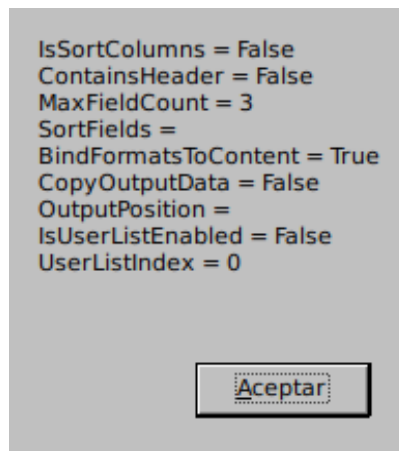 IsSortColumns = False
ContainsHeader = False
MaxFieldCount = 3
SortFields =
BindFormatsToContent = True
CopyOutputData = False
OutputPosition =
IsUserListEnabled = False
UserListIndex = 0
Aceptar